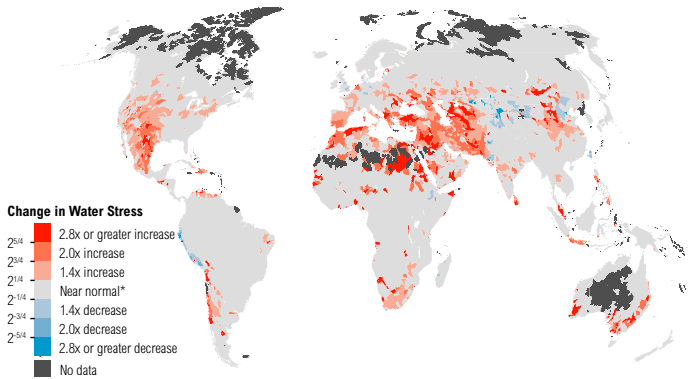 Change in Water Stress
2.8x or greater increase
2^5/4
2.0x increase
2^3/4
1.4x increase
2^1/4
Near normal*
2^-1/4
1.4x decrease
2^-3/4
2.0x decrease
2^-5/4
2.8x or greater decrease
No data